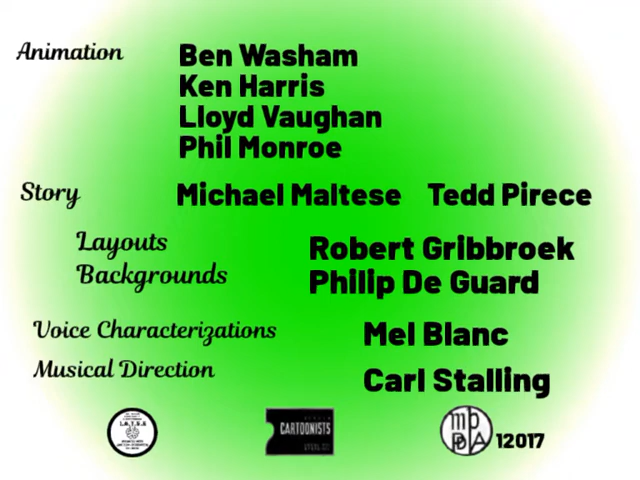 Animation Ben Washam
Ken Harris
Lloyd Vaughan
Phil Monroe
Story Michael Maltese Tedd Pirece
Layouts Robert Gribbroek
Backgrounds Philip De Guard
Voice Characterizations Mel Blanc
Musical Direction Carl Stalling
I.A.T.S.E
CARTOONISTS
MPPDA 12017